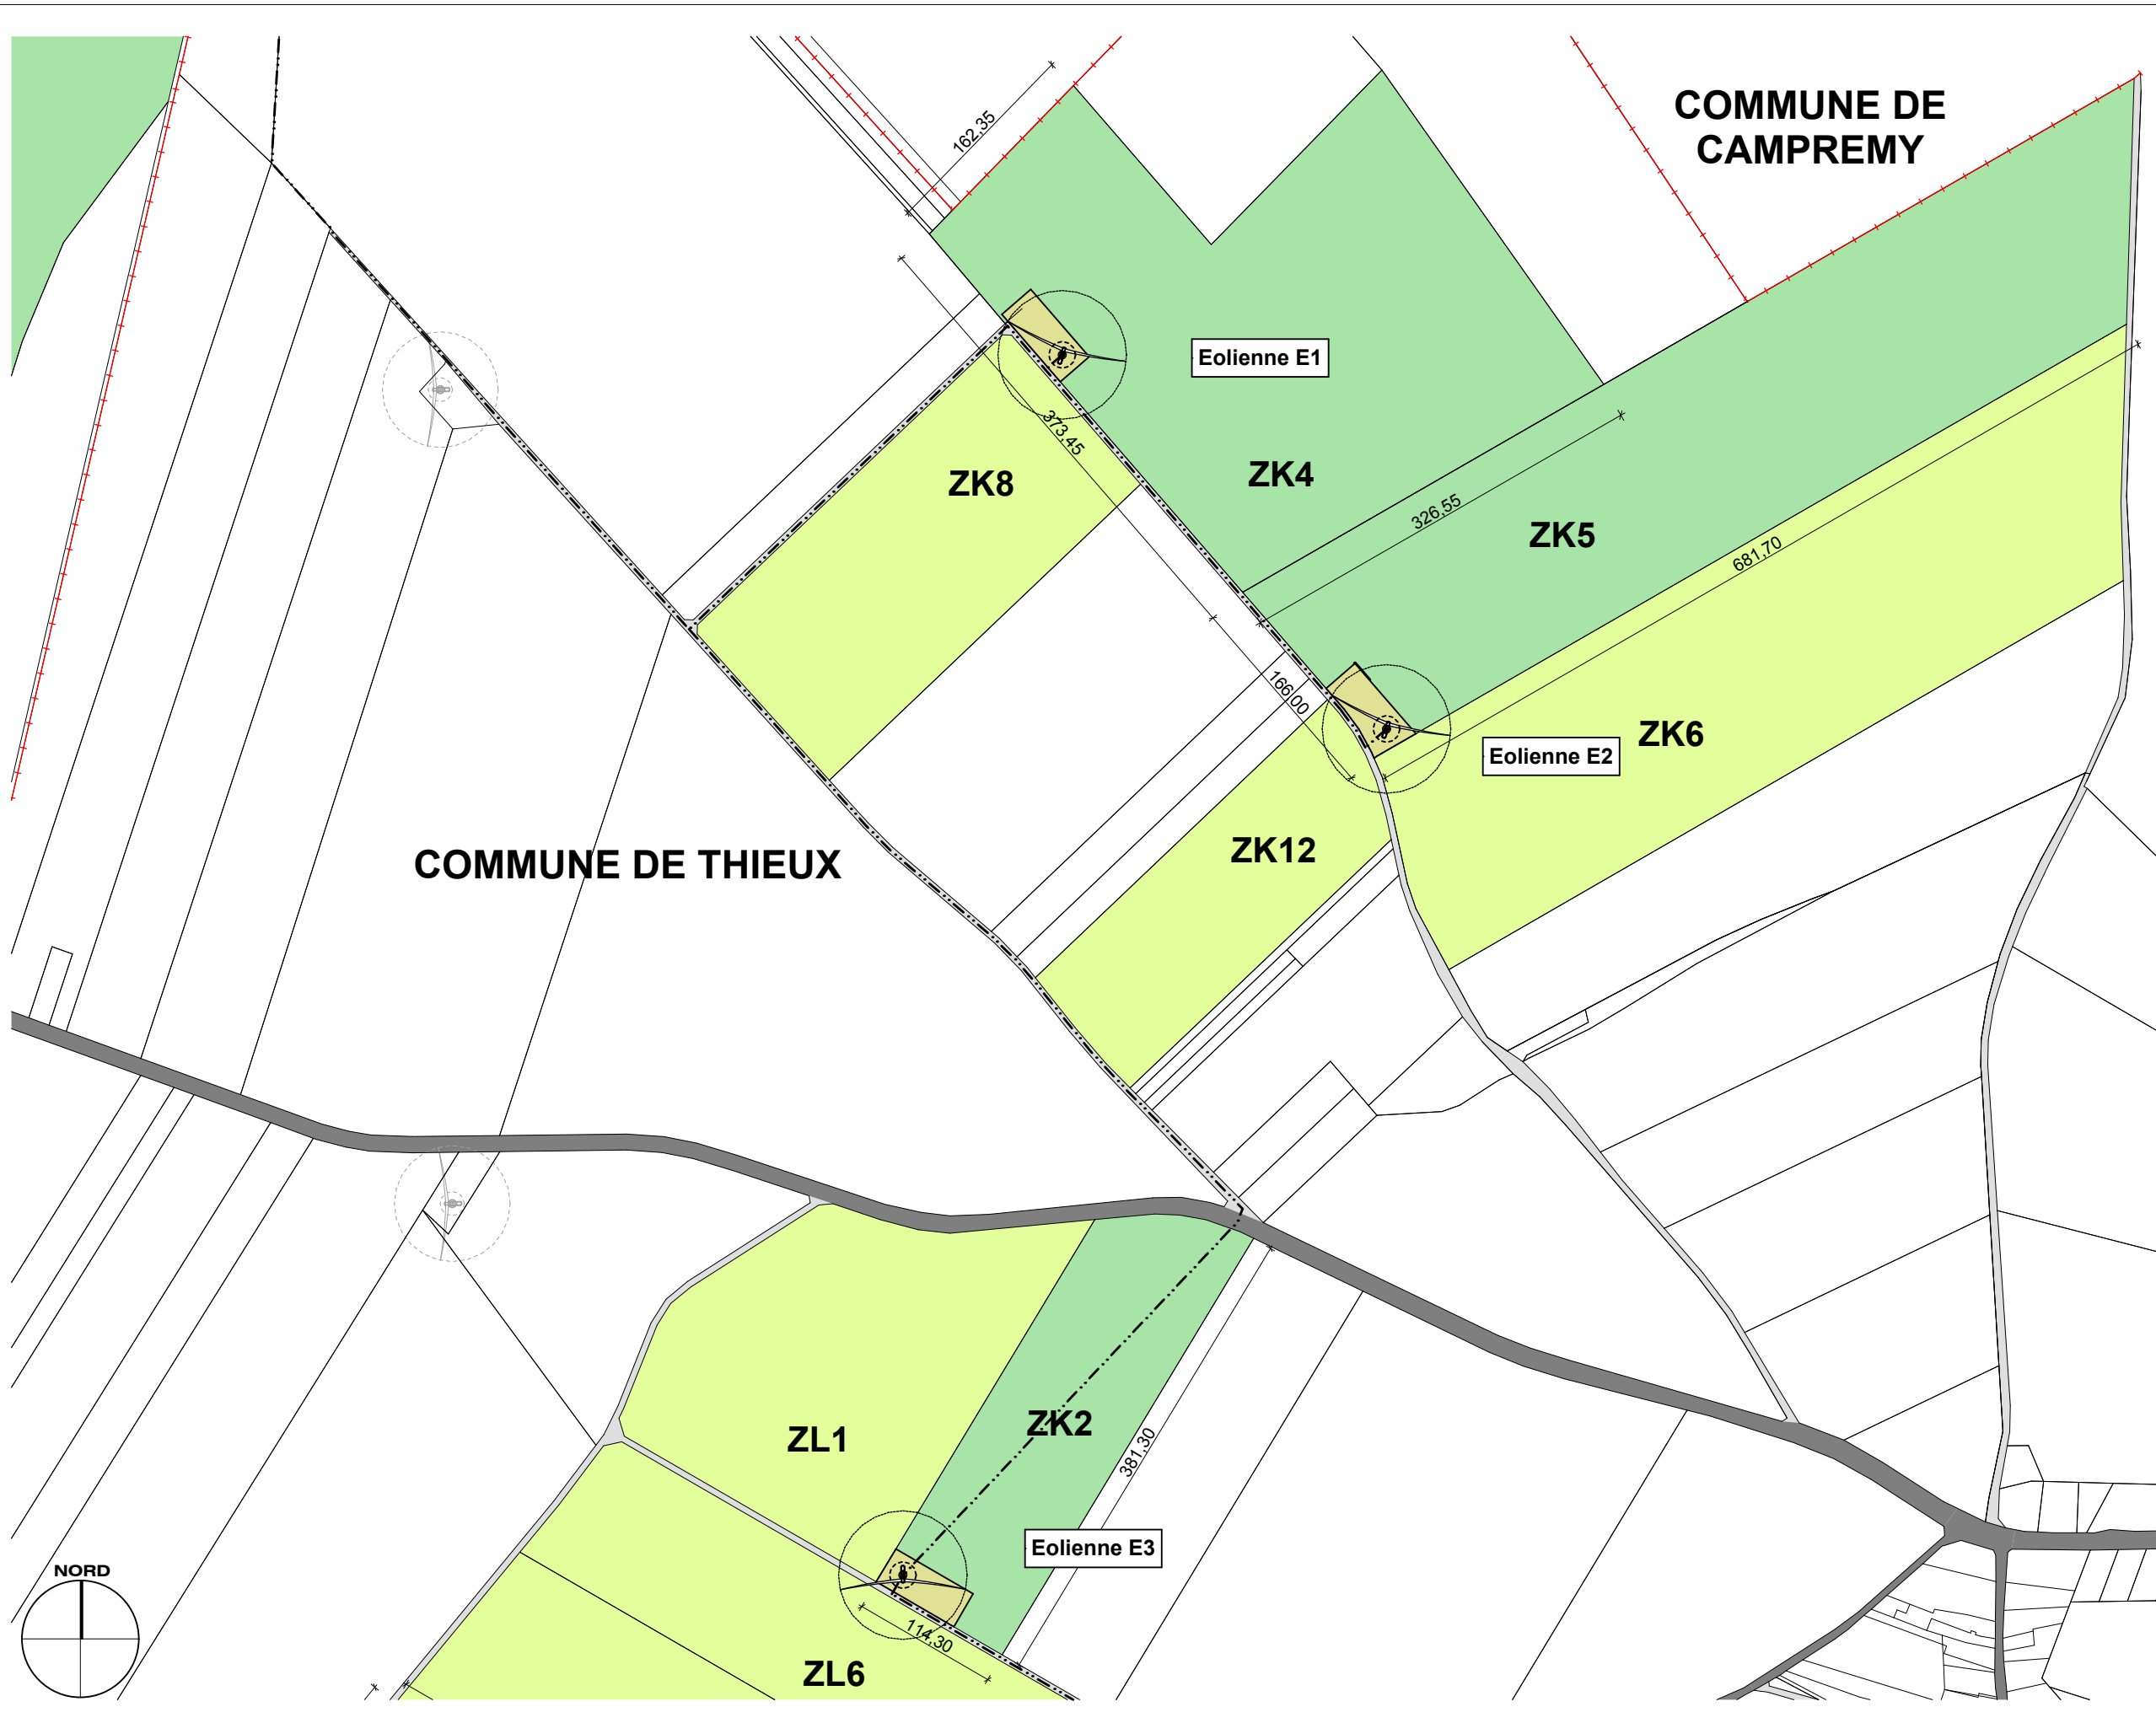 COMMUNE DE
CAMPREMY
162,35
Eolienne E1
373,45
ZK8
ZK4
326,55
ZK5
681,70
166,00
ZK6
Eolienne E2
ZK12
COMMUNE DE THIEUX
ZL1
ZK2
381,30
Eolienne E3
NORD
114,30
ZL6